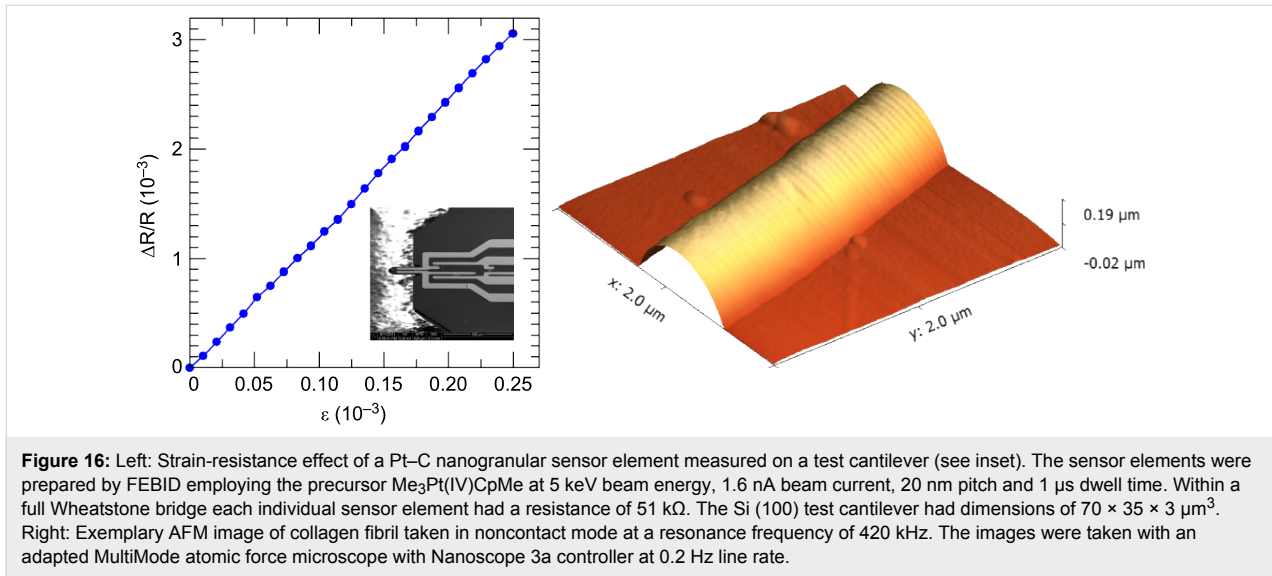 3
2
1
0
ΔR/R (10⁻³)
0 0.05 0.10 0.15 0.20 0.25
ε (10⁻³)
0.19 µm
-0.02 µm
x: 2.0 µm
y: 2.0 µm
Figure 16: Left: Strain-resistance effect of a Pt–C nanogranular sensor element measured on a test cantilever (see inset). The sensor elements were
prepared by FEBID employing the precursor Me₃Pt(IV)CpMe at 5 keV beam energy, 1.6 nA beam current, 20 nm pitch and 1 µs dwell time. Within a
full Wheatstone bridge each individual sensor element had a resistance of 51 kΩ. The Si (100) test cantilever had dimensions of 70 × 35 × 3 µm³.
Right: Exemplary AFM image of collagen fibril taken in noncontact mode at a resonance frequency of 420 kHz. The images were taken with an
adapted MultiMode atomic force microscope with Nanoscope 3a controller at 0.2 Hz line rate.